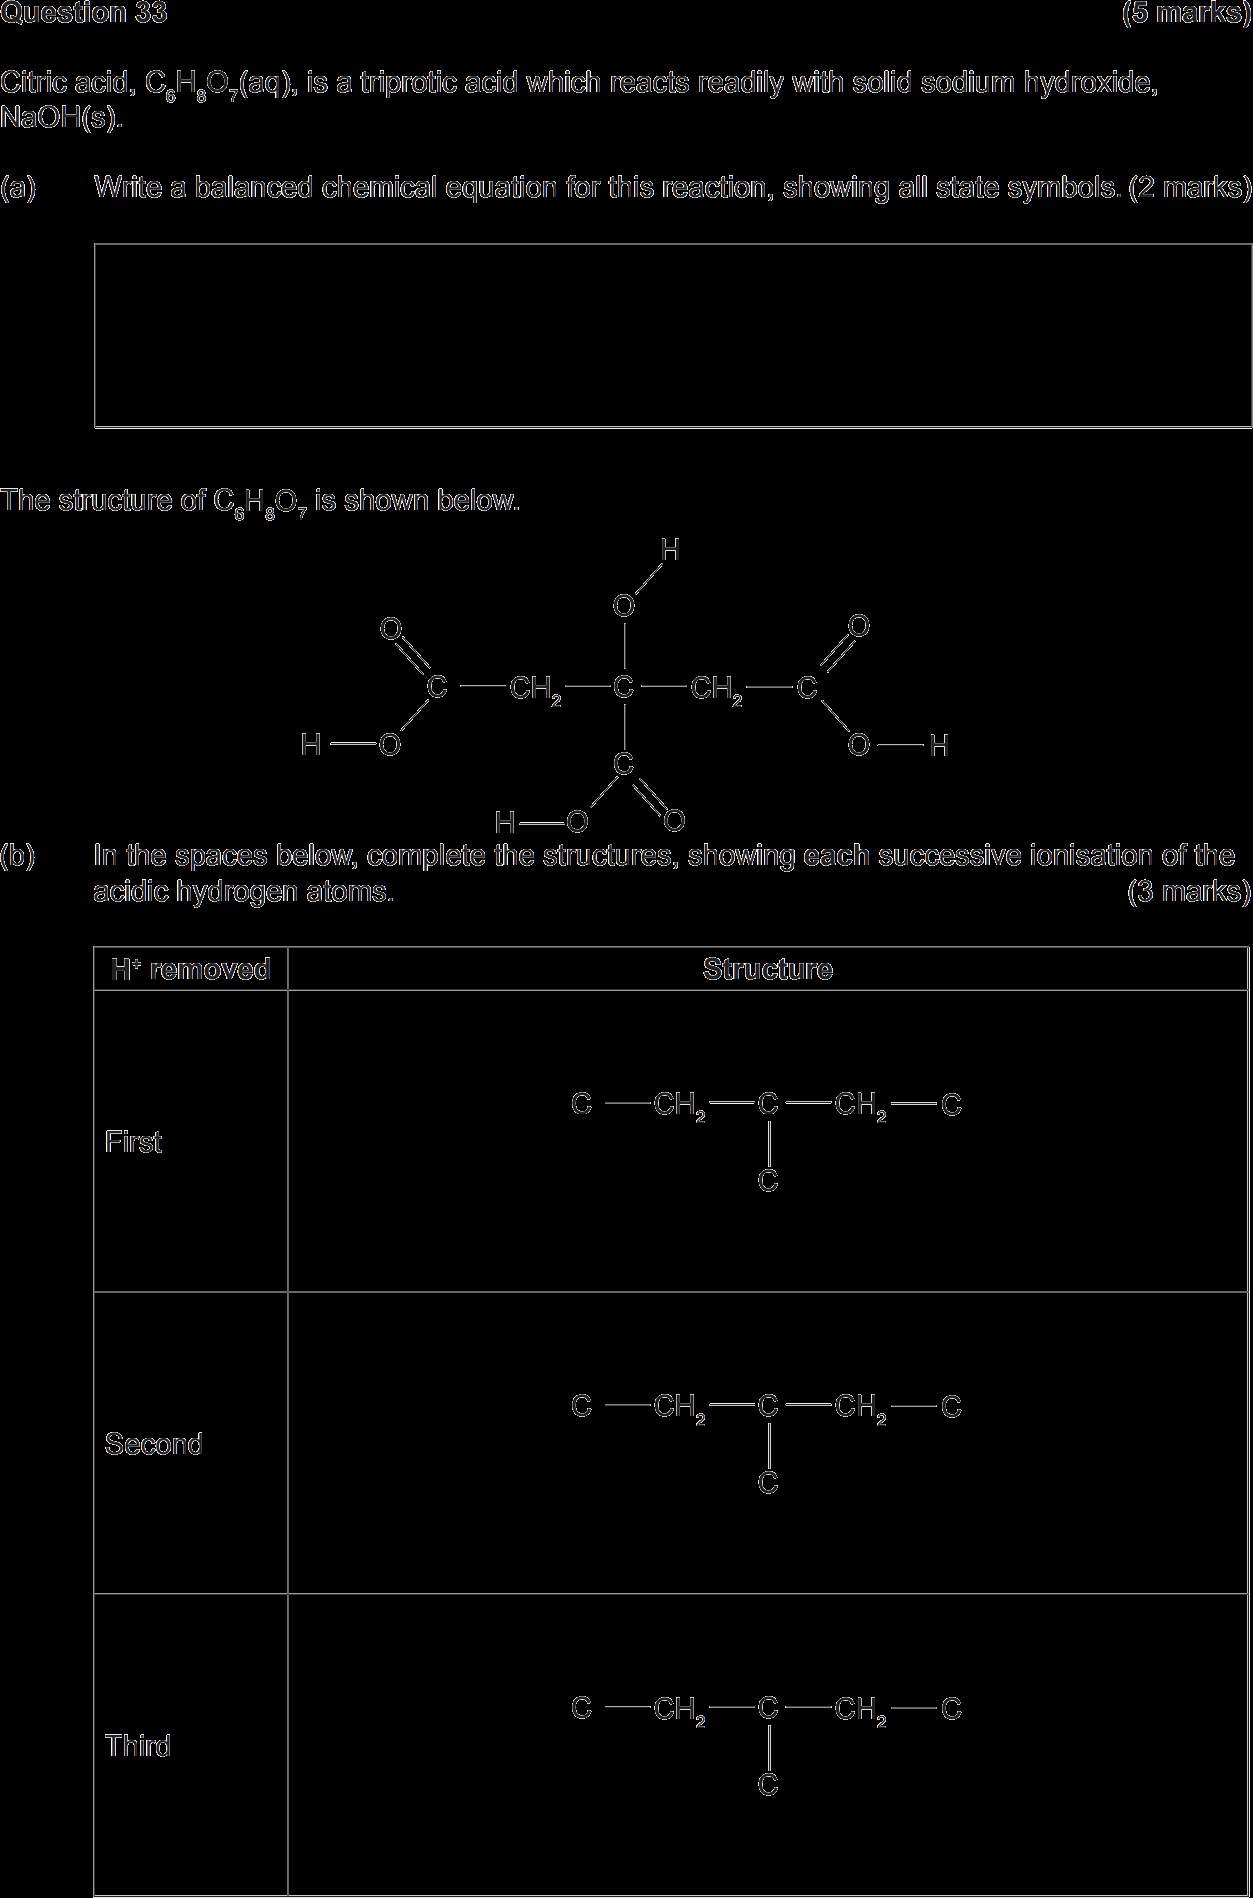 Question 33 (5 marks)
Citric acid, C₆H₈O₇(aq), is a triprotic acid which reacts readily with solid sodium hydroxide,
NaOH(s).
(a) Write a balanced chemical equation for this reaction, showing all state symbols. (2 marks)
The structure of C₆H₈O₇ is shown below.
H
O
O O
C CH₂ C CH₂ C
H O C O H
H O O
(b) In the spaces below, complete the structures, showing each successive ionisation of the
acidic hydrogen atoms. (3 marks)
H⁺ removed Structure
C CH₂ C CH₂ C
First
C
C CH₂ C CH₂ C
Second
C
C CH₂ C CH₂ C
Third
C